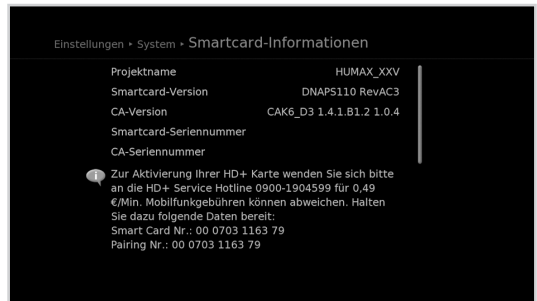 Einstellungen ‣ System ‣ Smartcard-Informationen
Projektname HUMAX_XXV
Smartcard-Version DNAPS110 RevAC3
CA-Version CAK6_D3 1.4.1.B1.2 1.0.4
Smartcard-Seriennummer
CA-Seriennummer
Zur Aktivierung Ihrer HD+ Karte wenden Sie sich bitte
an die HD+ Service Hotline 0900-1904599 für 0,49
€/Min. Mobilfunkgebühren können abweichen. Halten
Sie dazu folgende Daten bereit:
Smart Card Nr.: 00 0703 1163 79
Pairing Nr.: 00 0703 1163 79